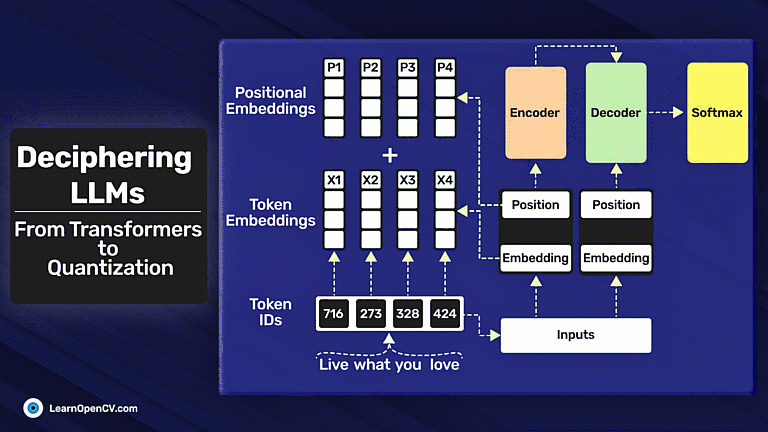 Deciphering
LLMs
From Transformers
to
Quantization
Positional
Embeddings
P1 P2 P3 P4
+
Token
Embeddings
X1 X2 X3 X4
Token
IDs
716 273 328 424
Live what you love
Encoder
Decoder
Softmax
Position
Position
Embedding
Embedding
Inputs
LearnOpenCV.com